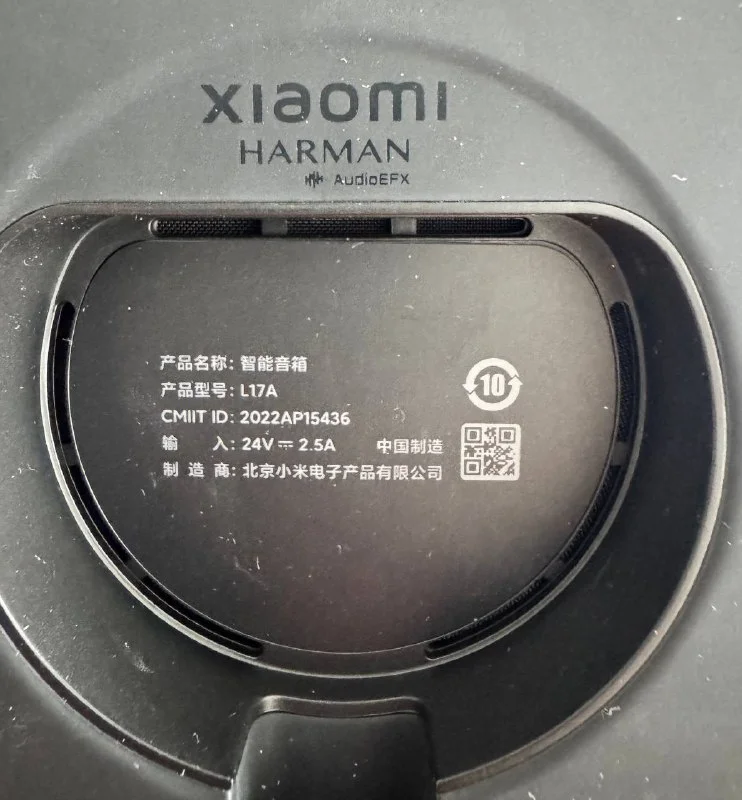 xiaomi
HARMAN
AudioEFX
产品名称: 智能音箱
产品型号: L17A
CMIIT ID: 2022AP15436
输 入: 24V ⎓ 2.5A 中国制造
制 造 商: 北京小米电子产品有限公司
10